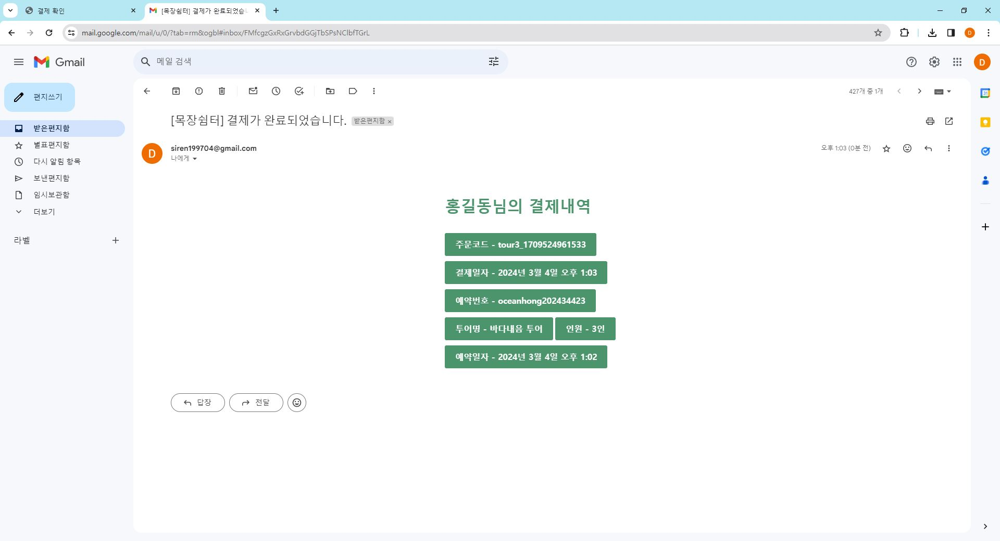 결제 확인
[목장쉼터] 결제가 완료되었습니
mail.google.com/mail/u/0/?tab=rm&ogbl#inbox/FMfcgzGxRxGrvbdGGjTbSPsNClbfTGrL
D
Gmail
메일 검색
D
편지쓰기
427개 중 1개
31
[목장쉼터] 결제가 완료되었습니다. 받은편지함 ×
받은편지함
별표편지함
다시 알림 항목
보낸편지함
임시보관함
더보기
라벨
D
siren199704@gmail.com
오후 1:03 (0분 전)
나에게
홍길동님의 결제내역
주문코드 - tour3_1709524961533
결제일자 - 2024년 3월 4일 오후 1:03
예약번호 - oceanhong202434423
투어명 - 바다내음 투어 인원 - 3인
예약일자 - 2024년 3월 4일 오후 1:02
답장 전달